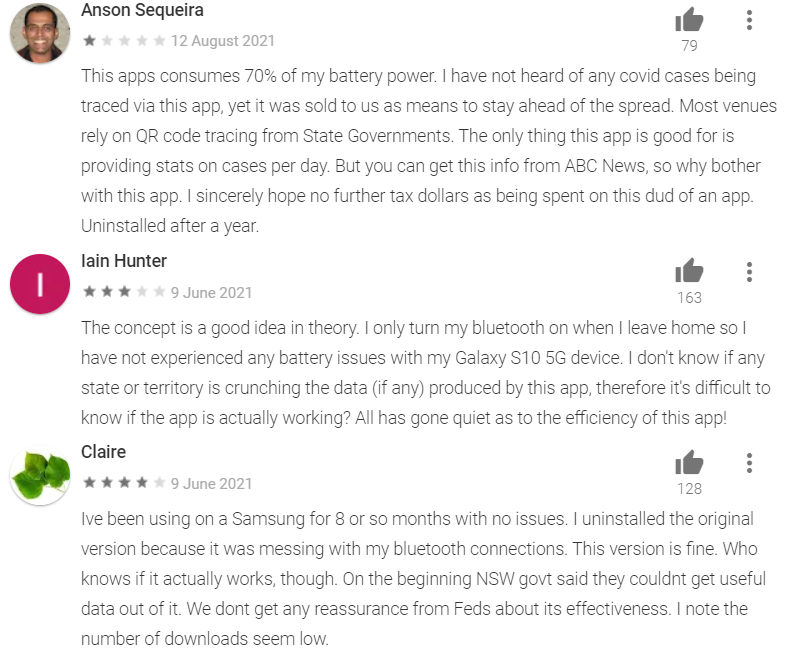 Anson Sequeira
12 August 2021
79
This apps consumes 70% of my battery power. I have not heard of any covid cases being
traced via this app, yet it was sold to us as means to stay ahead of the spread. Most venues
rely on QR code tracing from State Governments. The only thing this app is good for is
providing stats on cases per day. But you can get this info from ABC News, so why bother
with this app. I sincerely hope no further tax dollars as being spent on this dud of an app.
Uninstalled after a year.
I
Iain Hunter
9 June 2021
163
The concept is a good idea in theory. I only turn my bluetooth on when I leave home so I
have not experienced any battery issues with my Galaxy S10 5G device. I don't know if any
state or territory is crunching the data (if any) produced by this app, therefore it's difficult to
know if the app is actually working? All has gone quiet as to the efficiency of this app!
Claire
9 June 2021
128
Ive been using on a Samsung for 8 or so months with no issues. I uninstalled the original
version because it was messing with my bluetooth connections. This version is fine. Who
knows if it actually works, though. On the beginning NSW govt said they couldnt get useful
data out of it. We dont get any reassurance from Feds about its effectiveness. I note the
number of downloads seem low.